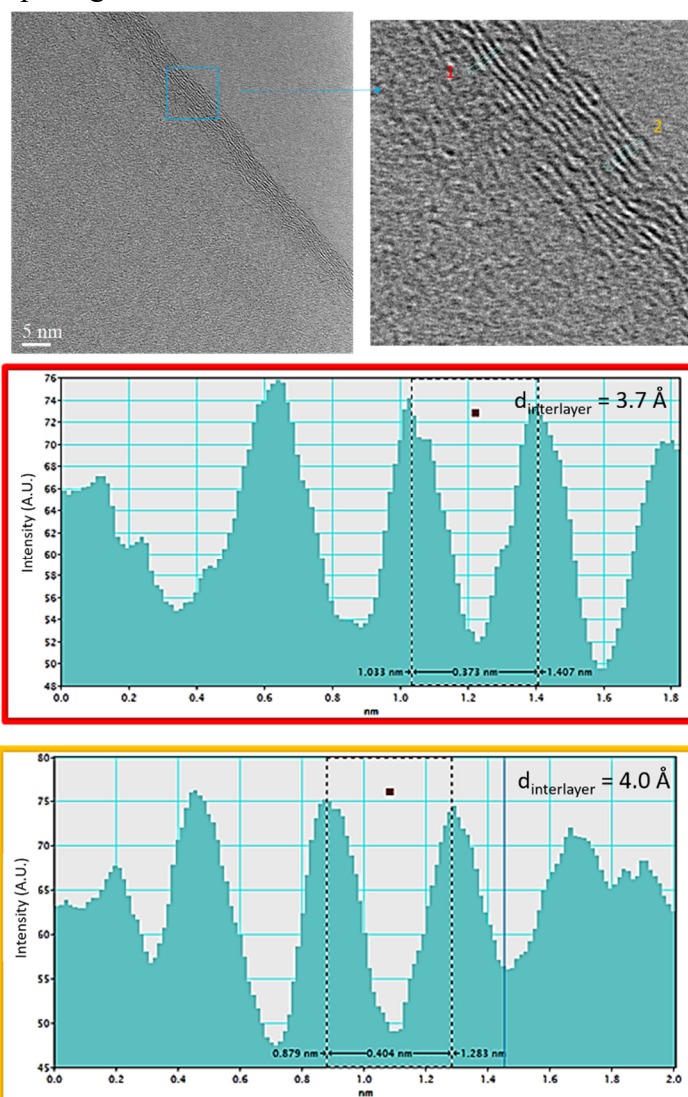 5 nm
1
2
d interlayer = 3.7 Å
Intensity (A.U.)
76
74
72
70
68
66
64
62
60
58
56
54
52
50
48
1.033 nm 0.373 nm 1.407 nm
0.0 0.2 0.4 0.6 0.8 1.0 1.2 1.4 1.6 1.8
nm
d interlayer = 4.0 Å
Intensity (A.U.)
80
75
70
65
60
55
50
45
0.879 nm 0.404 nm 1.283 nm
0.0 0.2 0.4 0.6 0.8 1.0 1.2 1.4 1.6 1.8 2.0
nm